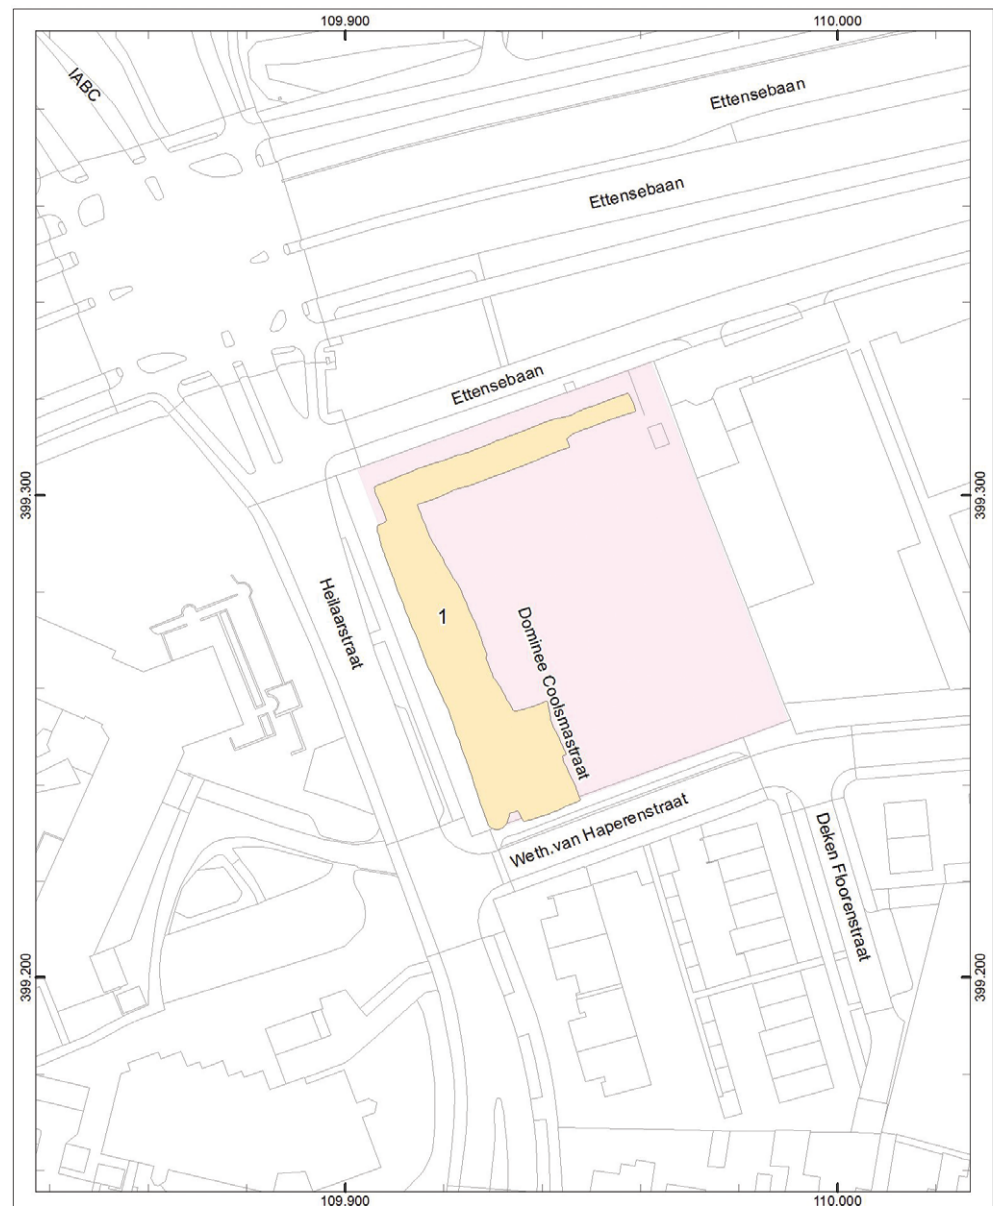 109.900
110.000
IABC
Ettensebaan
Ettensebaan
Ettensebaan
399.300
399.300
Heilaarstraat
1
Dominee Coolsmastraat
Weth.van Haperenstraat
Deken Floorenstraat
399.200
399.200
109.900
110.000